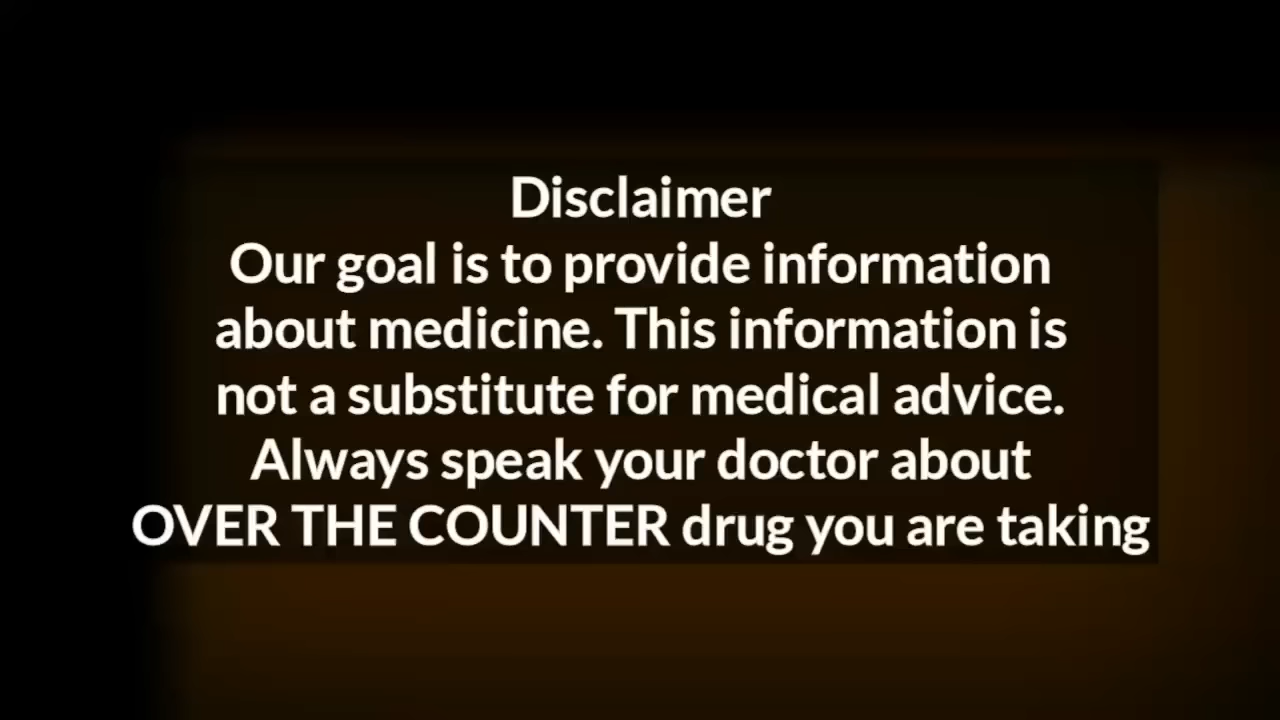 Disclaimer
Our goal is to provide information
about medicine. This information is
not a substitute for medical advice.
Always speak your doctor about
OVER THE COUNTER drug you are taking